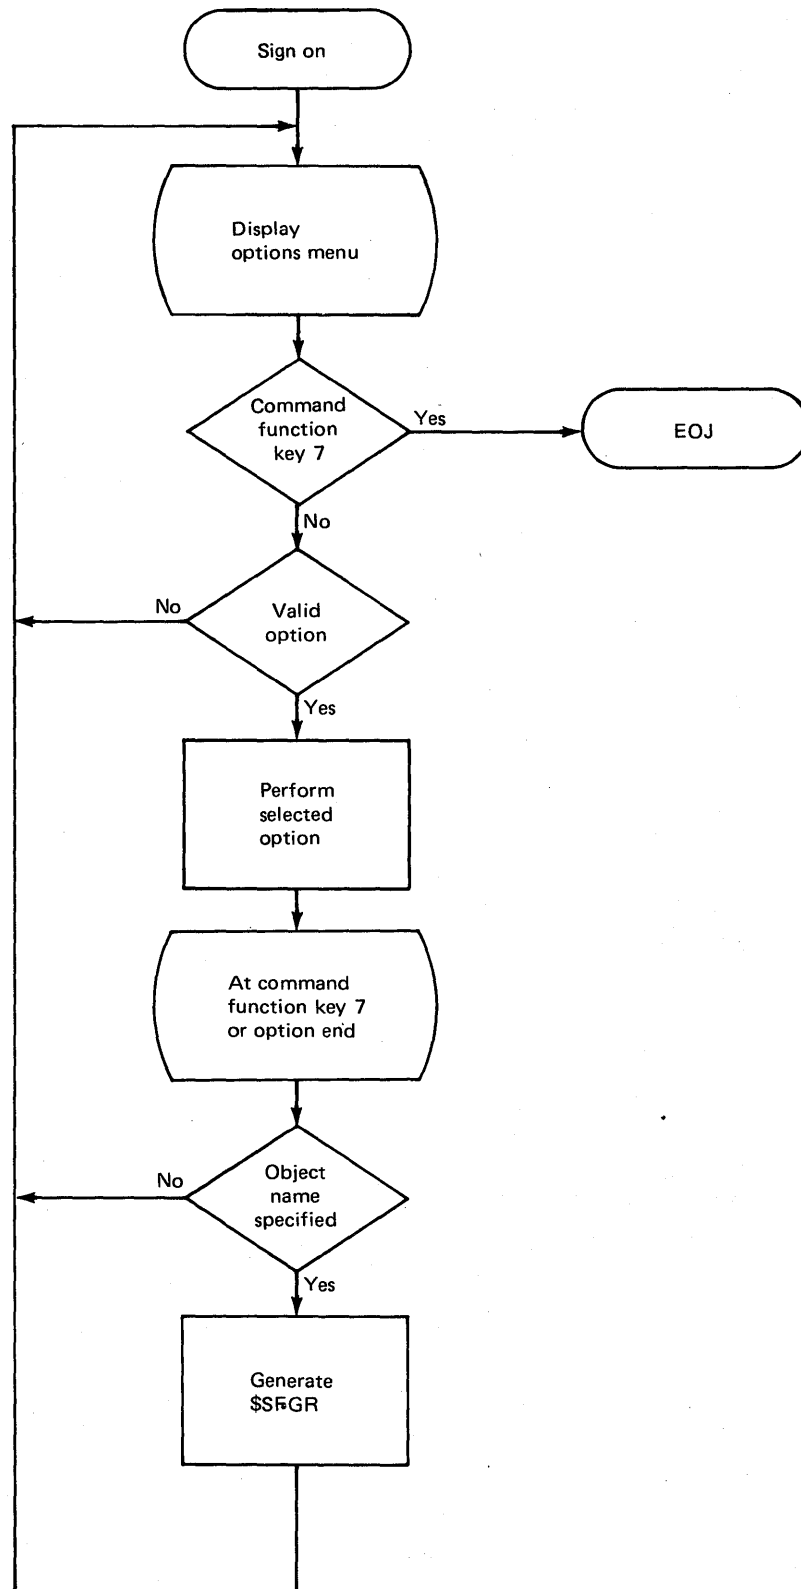 Sign on
Display
options menu
Command
function
key 7
Yes
EOJ
No
Valid
option
No
Yes
Perform
selected
option
At command
function key 7
or option end
Object
name
specified
No
Yes
Generate
$SFGR